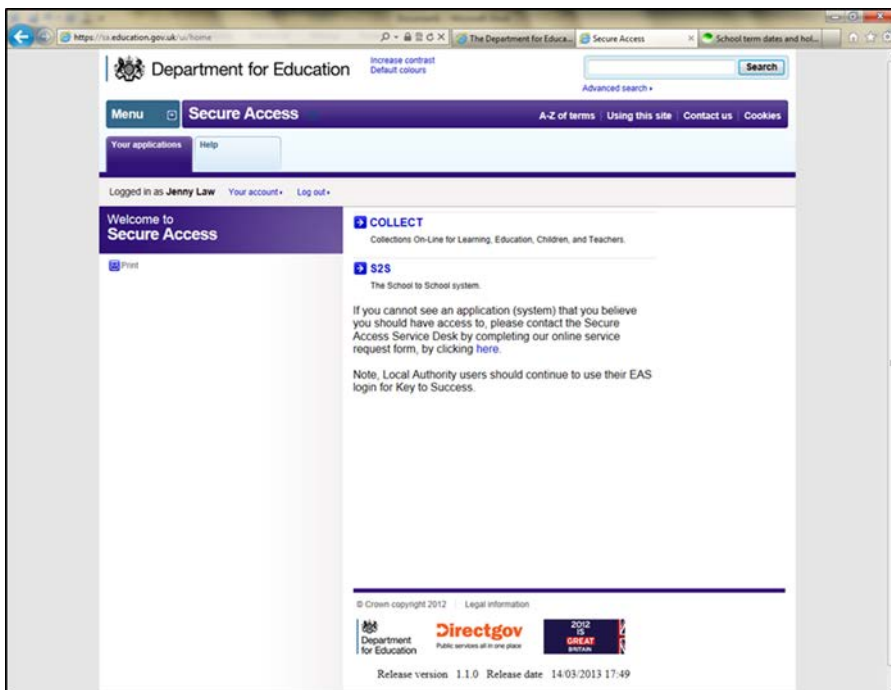 https://sa.education.gov.uk/ui/home
The Department for Educa...
Secure Access
School term dates and hol...
Department for Education
Increase contrast
Default colours
Search
Advanced search
Menu
Secure Access
A-Z of terms
Using this site
Contact us
Cookies
Your applications
Help
Logged in as Jenny Law Your account Log out
Welcome to
Secure Access
Print
COLLECT
Collections On-Line for Learning, Education, Children, and Teachers.
S2S
The School to School system.
If you cannot see an application (system) that you believe
you should have access to, please contact the Secure
Access Service Desk by completing our online service
request form, by clicking here.
Note, Local Authority users should continue to use their EAS
login for Key to Success.
© Crown copyright 2012 Legal information
Department
for Education
Directgov
Public services all in one place
2012
IS
GREAT
BRITAIN
Release version 1.1.0 Release date 14/03/2013 17:49